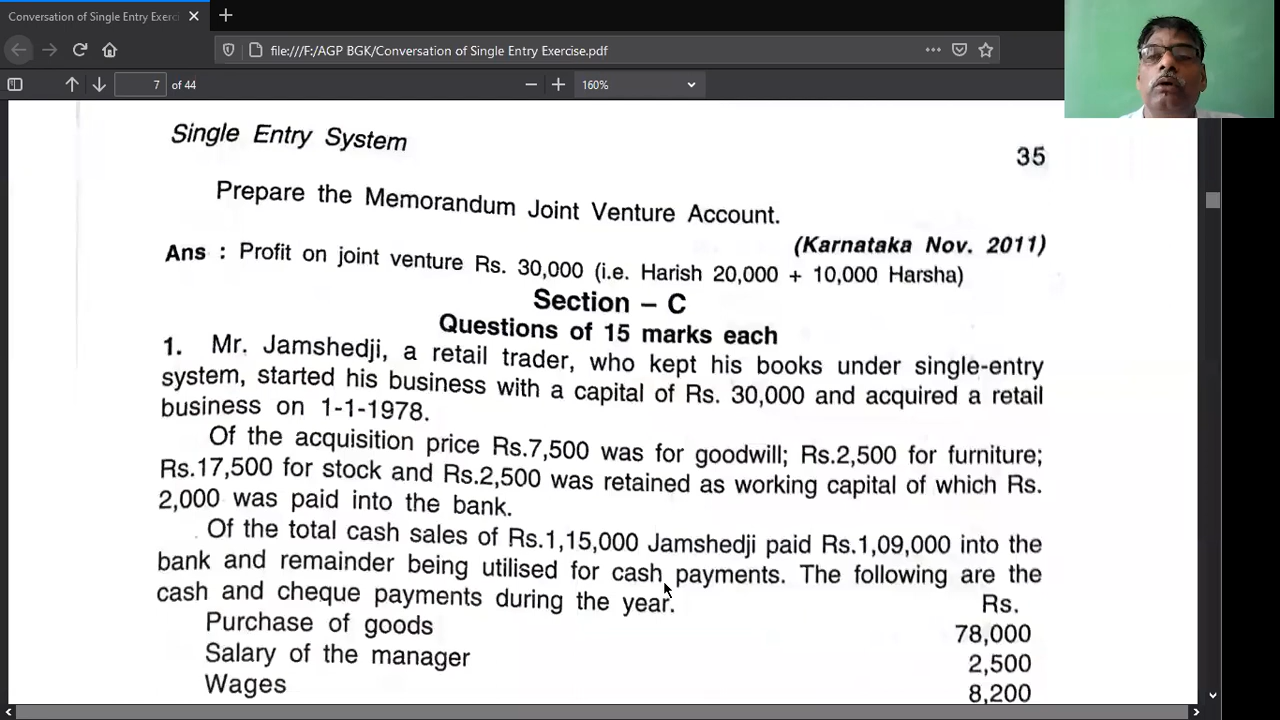 Conversation of Single Entry Exerc
file:///F:/AGP BGK/Conversation of Single Entry Exercise.pdf
7 of 44
160%
Single Entry System
35
Prepare the Memorandum Joint Venture Account.
(Karnataka Nov. 2011)
Ans : Profit on joint venture Rs. 30,000 (i.e. Harish 20,000 + 10,000 Harsha)
Section – C
Questions of 15 marks each
1. Mr. Jamshedji, a retail trader, who kept his books under single-entry
system, started his business with a capital of Rs. 30,000 and acquired a retail
business on 1-1-1978.
Of the acquisition price Rs.7,500 was for goodwill; Rs.2,500 for furniture;
Rs.17,500 for stock and Rs.2,500 was retained as working capital of which Rs.
2,000 was paid into the bank.
Of the total cash sales of Rs.1,15,000 Jamshedji paid Rs.1,09,000 into the
bank and remainder being utilised for cash payments. The following are the
cash and cheque payments during the year.
Rs.
Purchase of goods 78,000
Salary of the manager 2,500
Wages 8,200